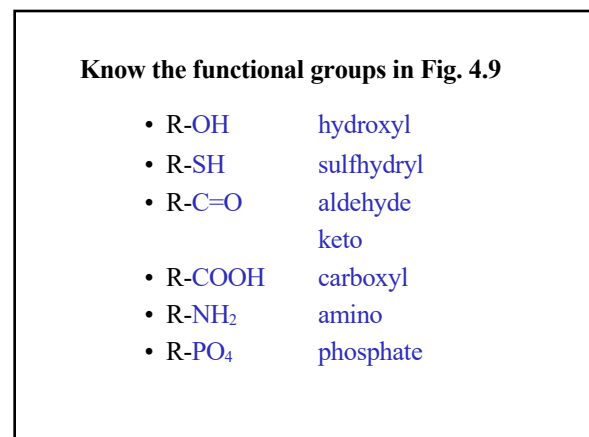 Know the functional groups in Fig. 4.9
• R-OH hydroxyl
• R-SH sulfhydryl
• R-C=O aldehyde
keto
• R-COOH carboxyl
• R-NH₂ amino
• R-PO₄ phosphate